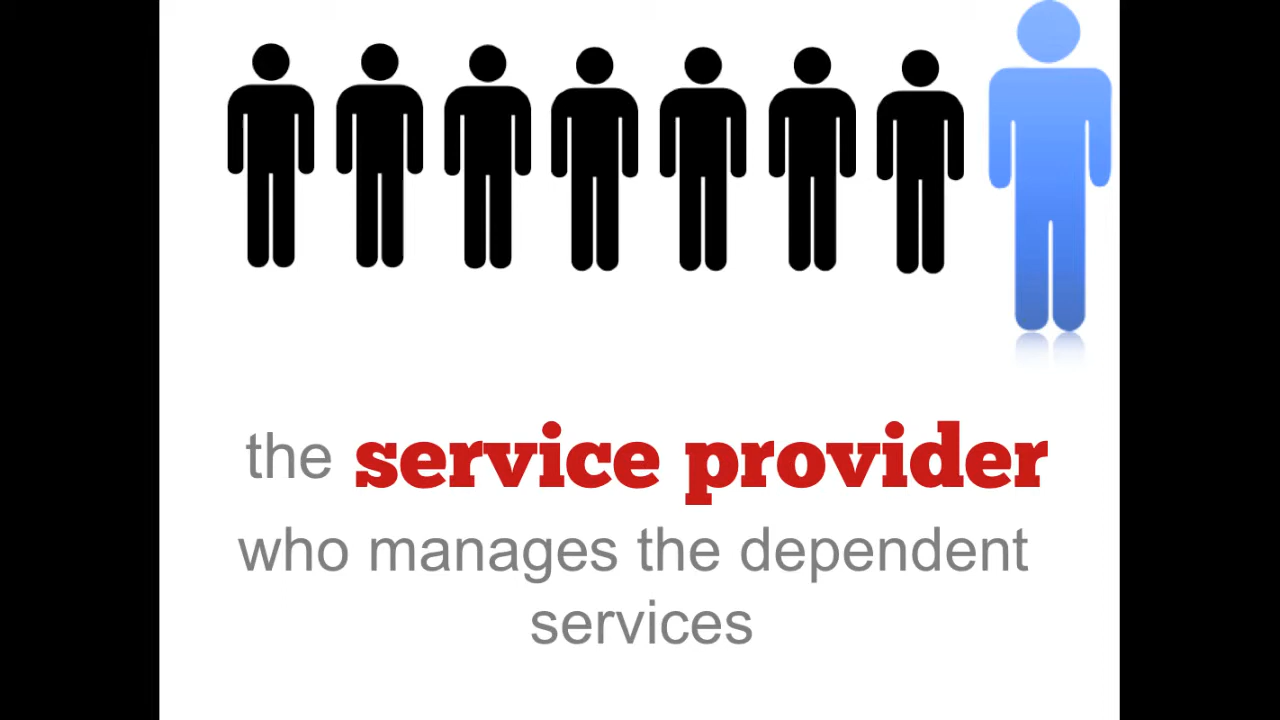 the service provider
who manages the dependent
services